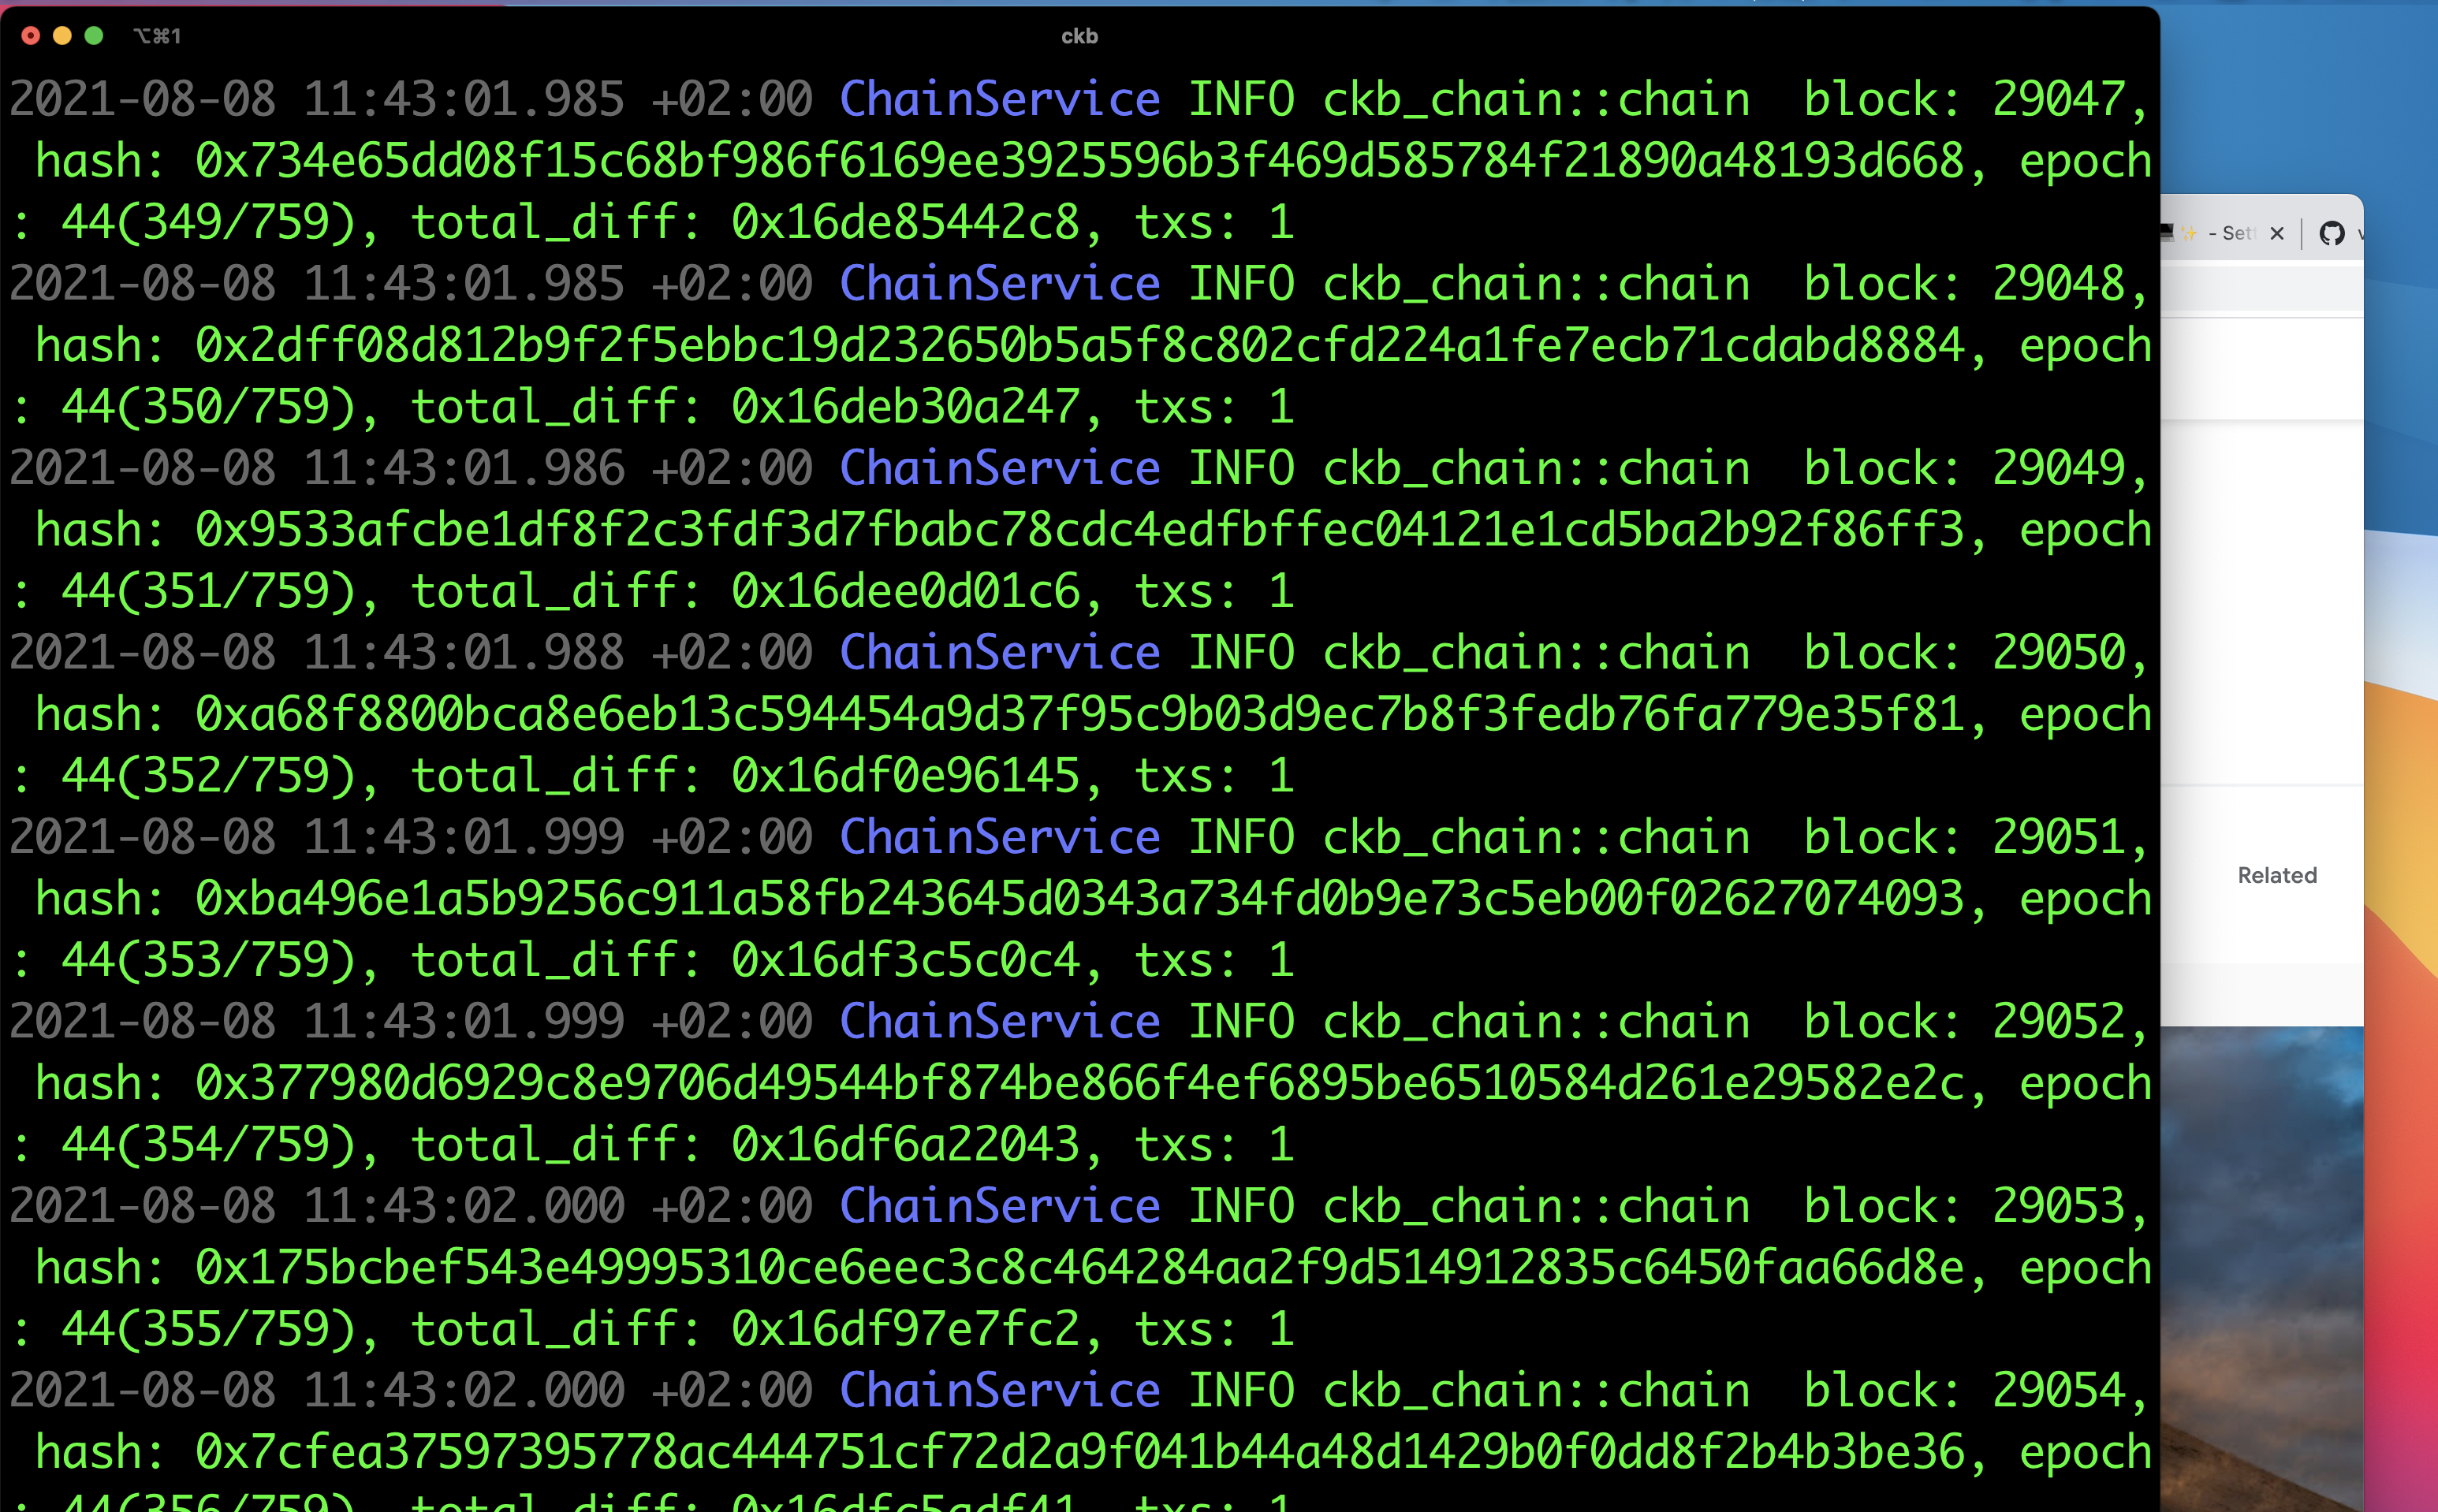 ⌥⌘1
ckb
2021-08-08 11:43:01.985 +02:00 ChainService INFO ckb_chain::chain  block: 29047,
 hash: 0x734e65dd08f15c68bf986f6169ee3925596b3f469d585784f21890a48193d668, epoch
: 44(349/759), total_diff: 0x16de85442c8, txs: 1
2021-08-08 11:43:01.985 +02:00 ChainService INFO ckb_chain::chain  block: 29048,
 hash: 0x2dff08d812b9f2f5ebbc19d232650b5a5f8c802cfd224a1fe7ecb71cdabd8884, epoch
: 44(350/759), total_diff: 0x16deb30a247, txs: 1
2021-08-08 11:43:01.986 +02:00 ChainService INFO ckb_chain::chain  block: 29049,
 hash: 0x9533afcbe1df8f2c3fdf3d7fbabc78cdc4edfbffec04121e1cd5ba2b92f86ff3, epoch
: 44(351/759), total_diff: 0x16dee0d01c6, txs: 1
2021-08-08 11:43:01.988 +02:00 ChainService INFO ckb_chain::chain  block: 29050,
 hash: 0xa68f8800bca8e6eb13c594454a9d37f95c9b03d9ec7b8f3fedb76fa779e35f81, epoch
: 44(352/759), total_diff: 0x16df0e96145, txs: 1
2021-08-08 11:43:01.999 +02:00 ChainService INFO ckb_chain::chain  block: 29051,
 hash: 0xba496e1a5b9256c911a58fb243645d0343a734fd0b9e73c5eb00f02627074093, epoch
: 44(353/759), total_diff: 0x16df3c5c0c4, txs: 1
2021-08-08 11:43:01.999 +02:00 ChainService INFO ckb_chain::chain  block: 29052,
 hash: 0x377980d6929c8e9706d49544bf874be866f4ef6895be6510584d261e29582e2c, epoch
: 44(354/759), total_diff: 0x16df6a22043, txs: 1
2021-08-08 11:43:02.000 +02:00 ChainService INFO ckb_chain::chain  block: 29053,
 hash: 0x175bcbef543e49995310ce6eec3c8c464284aa2f9d514912835c6450faa66d8e, epoch
: 44(355/759), total_diff: 0x16df97e7fc2, txs: 1
2021-08-08 11:43:02.000 +02:00 ChainService INFO ckb_chain::chain  block: 29054,
 hash: 0x7cfea37597395778ac444751cf72d2a9f041b44a48d1429b0f0dd8f2b4b3be36, epoch
: 44(356/759), total_diff: 0x16dfc5adf41, txs: 1
- Set
Related